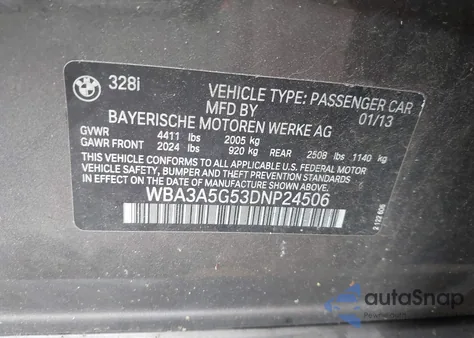 328i
VEHICLE TYPE: PASSENGER CAR
MFD BY 01/13
BAYERISCHE MOTOREN WERKE AG
GVWR 4411 lbs 2005 kg
GAWR FRONT 2024 lbs 920 kg REAR 2508 lbs 1140 kg
THIS VEHICLE CONFORMS TO ALL APPLICABLE U.S. FEDERAL MOTOR
VEHICLE SAFETY, BUMPER AND THEFT PREVENTION STANDARDS
IN EFFECT ON THE DATE OF MANUFACTURE SHOWN ABOVE.
WBA3A5G53DNP24506
autoSnap